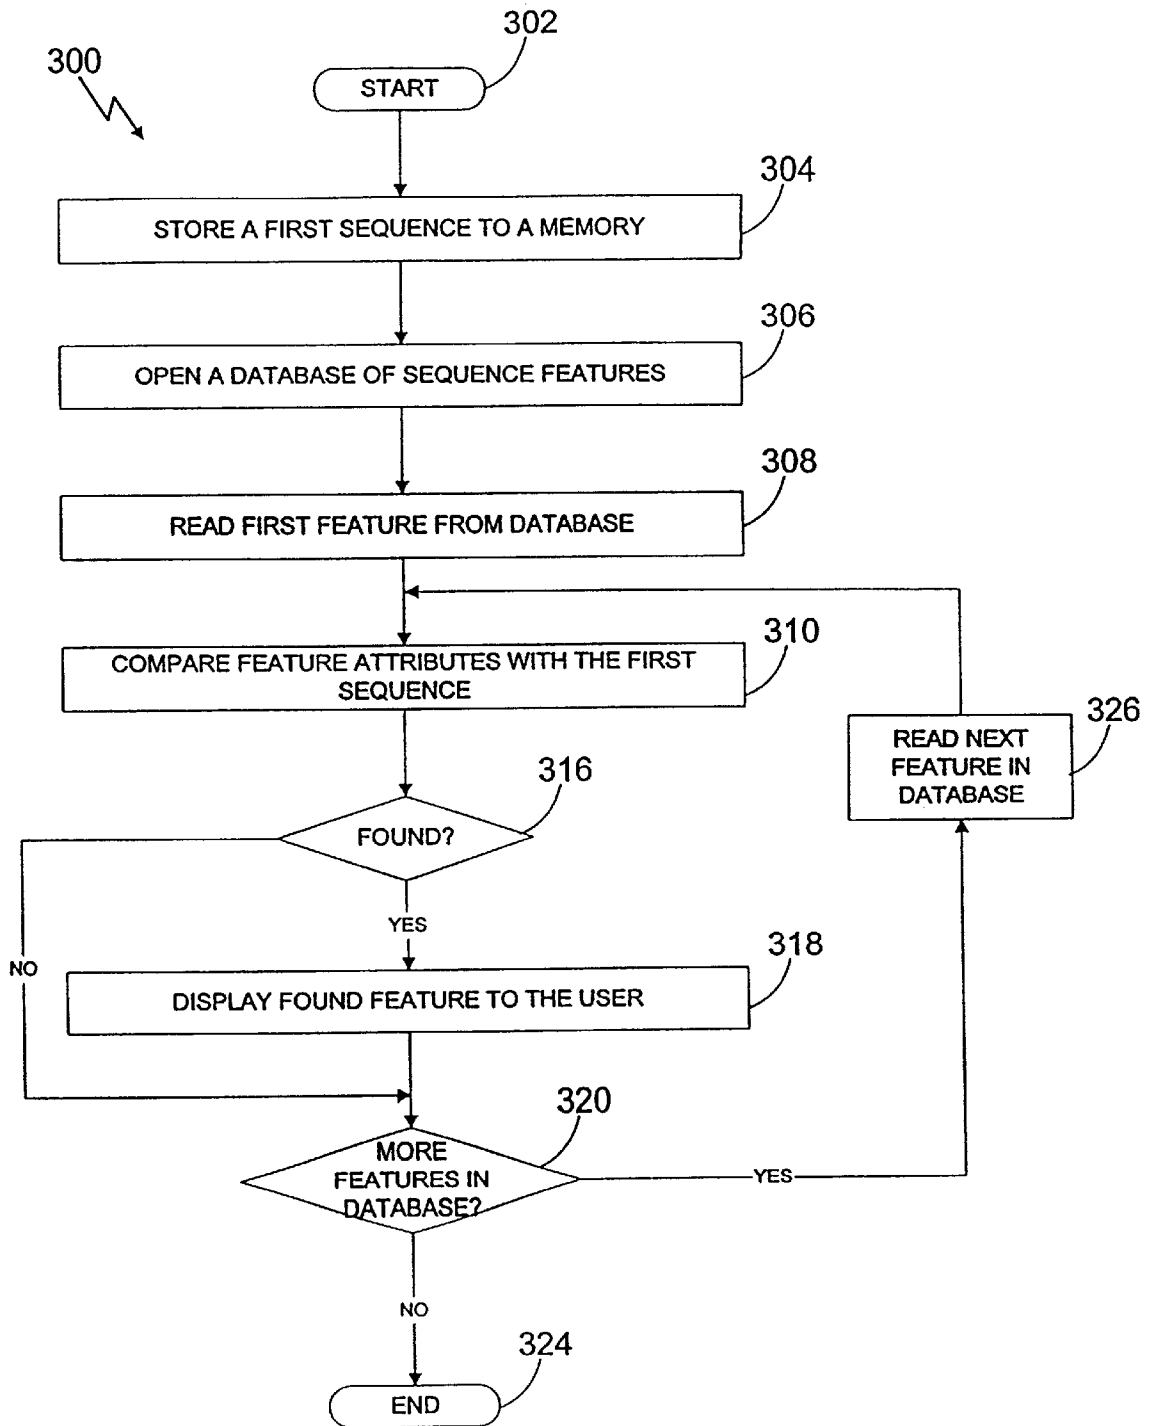 302
300
START
304
STORE A FIRST SEQUENCE TO A MEMORY
306
OPEN A DATABASE OF SEQUENCE FEATURES
308
READ FIRST FEATURE FROM DATABASE
310
COMPARE FEATURE ATTRIBUTES WITH THE FIRST
SEQUENCE
326
READ NEXT
FEATURE IN
DATABASE
316
FOUND?
YES
NO
318
DISPLAY FOUND FEATURE TO THE USER
320
MORE
FEATURES IN
DATABASE?
YES
NO
324
END